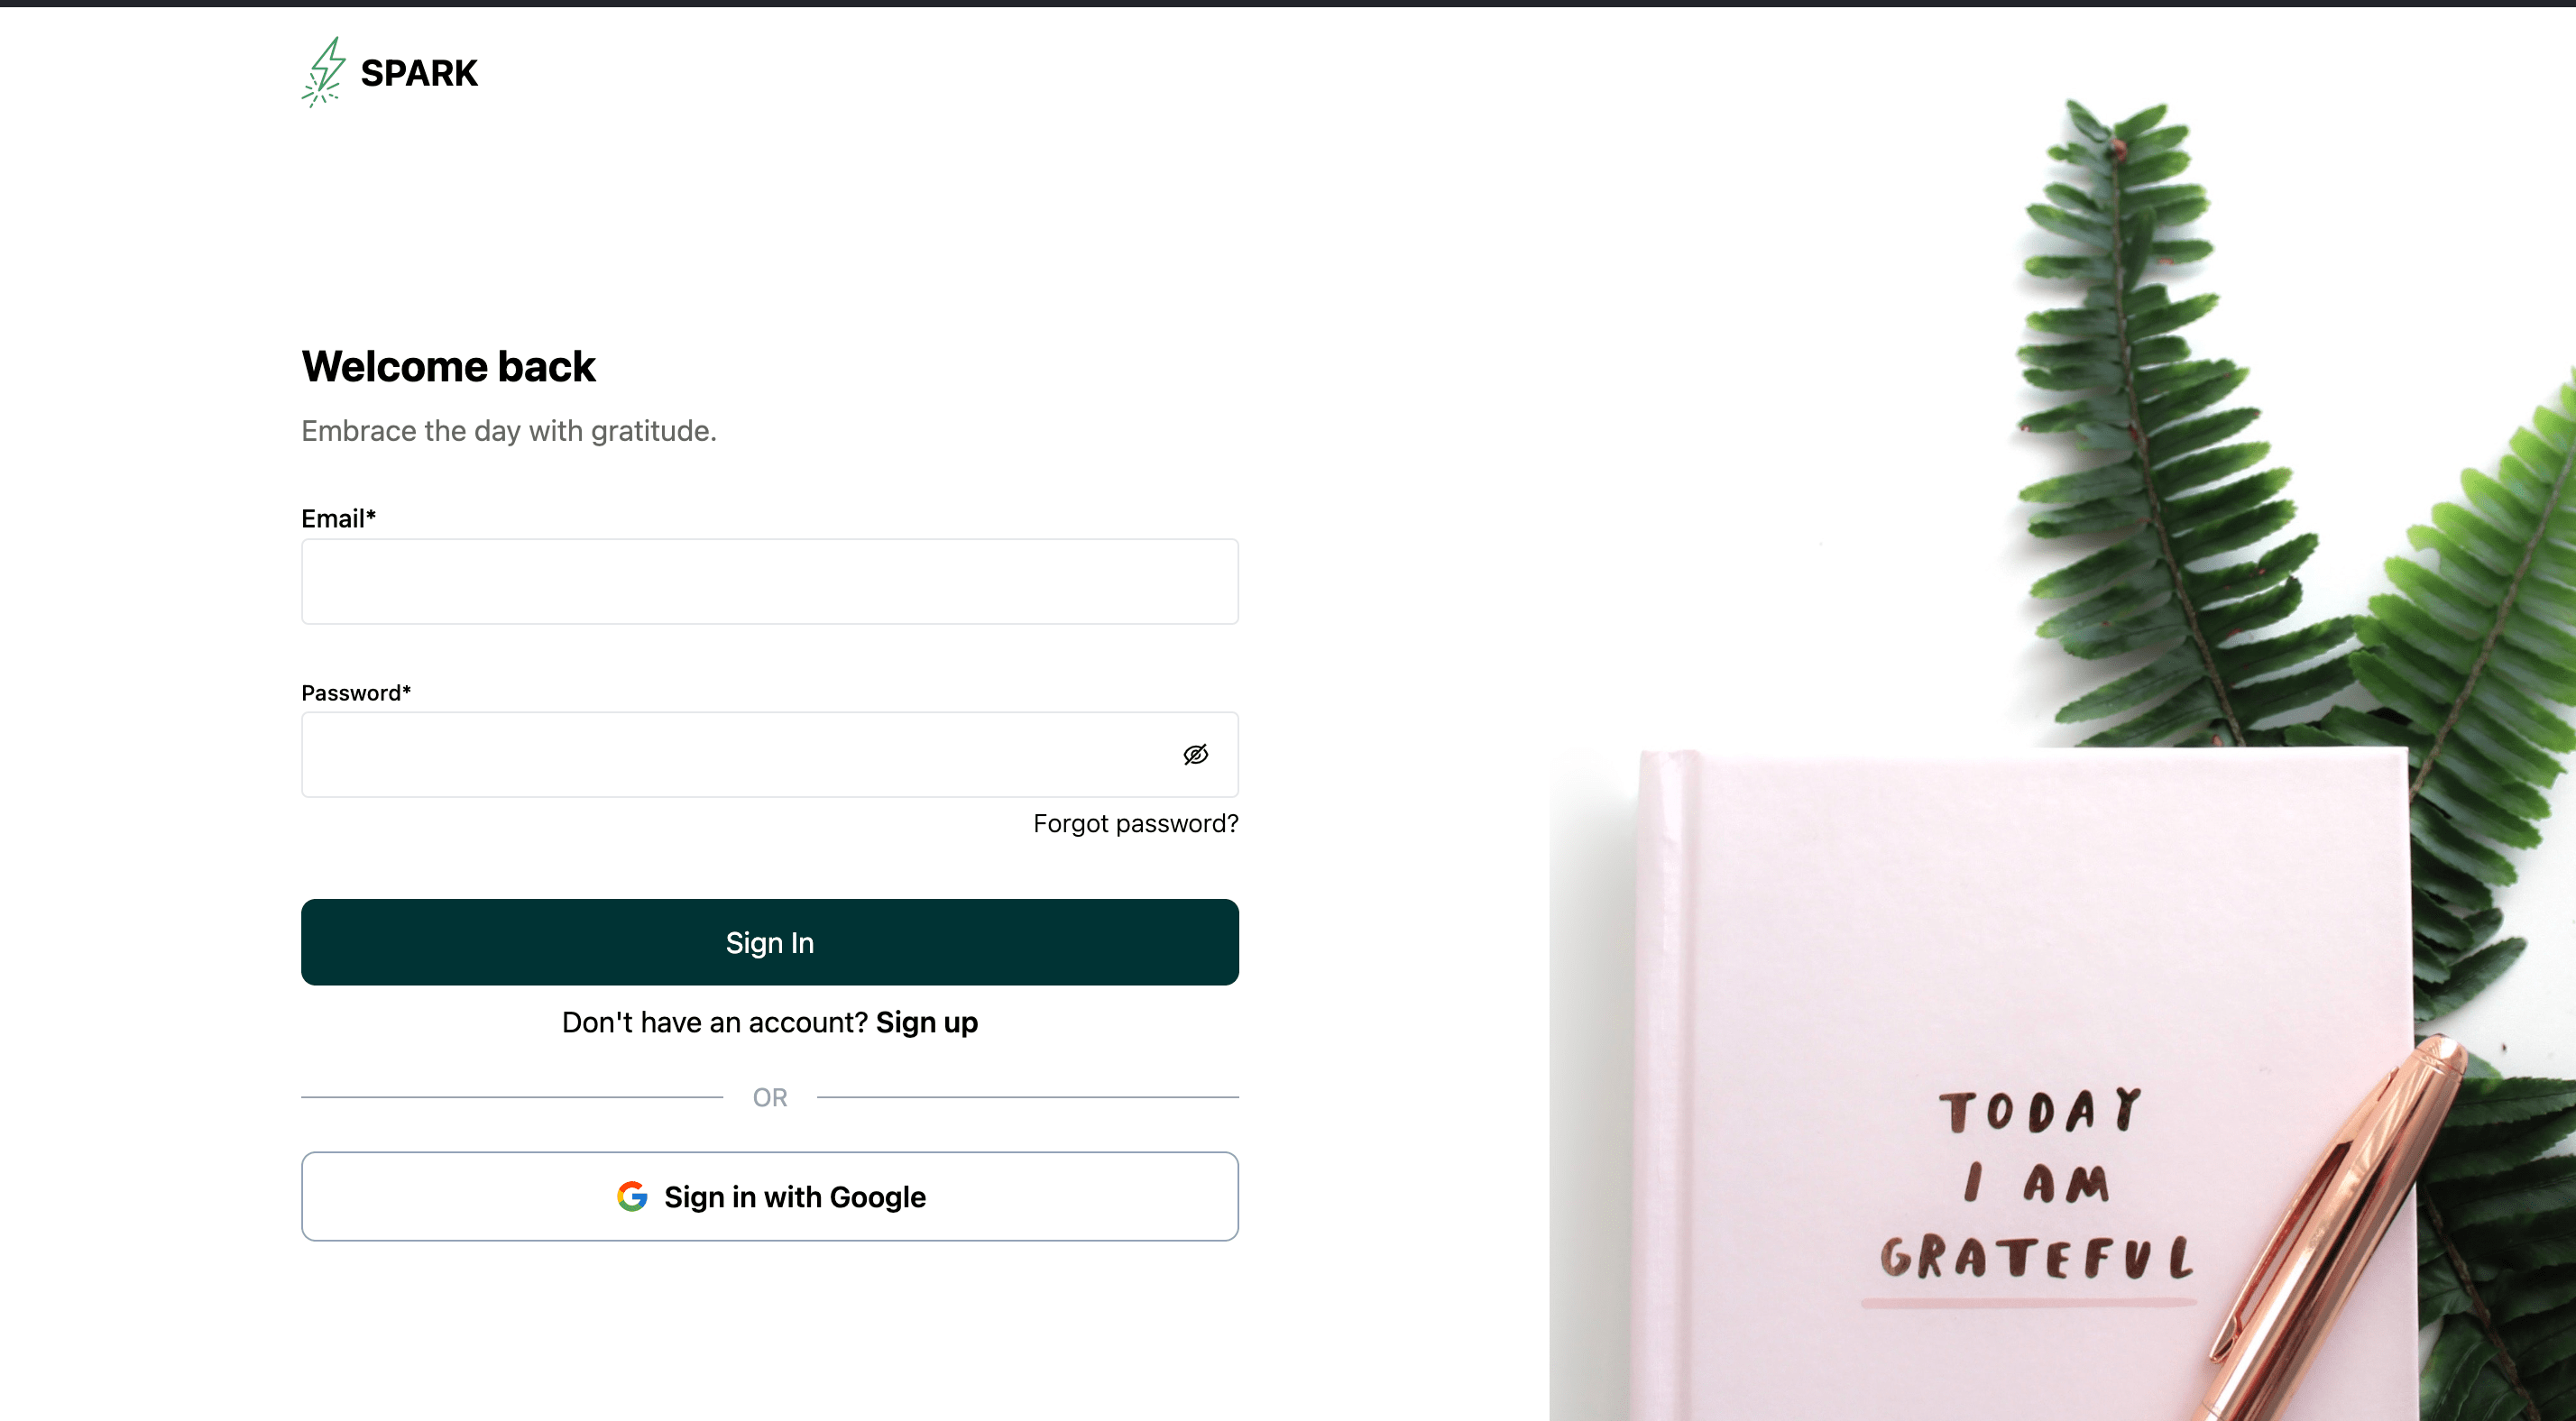 SPARK
Welcome back
Embrace the day with gratitude.
Email*
Password*
Forgot password?
Sign In
Don't have an account? Sign up
OR
Sign in with Google
TODAY
I AM
GRATEFUL